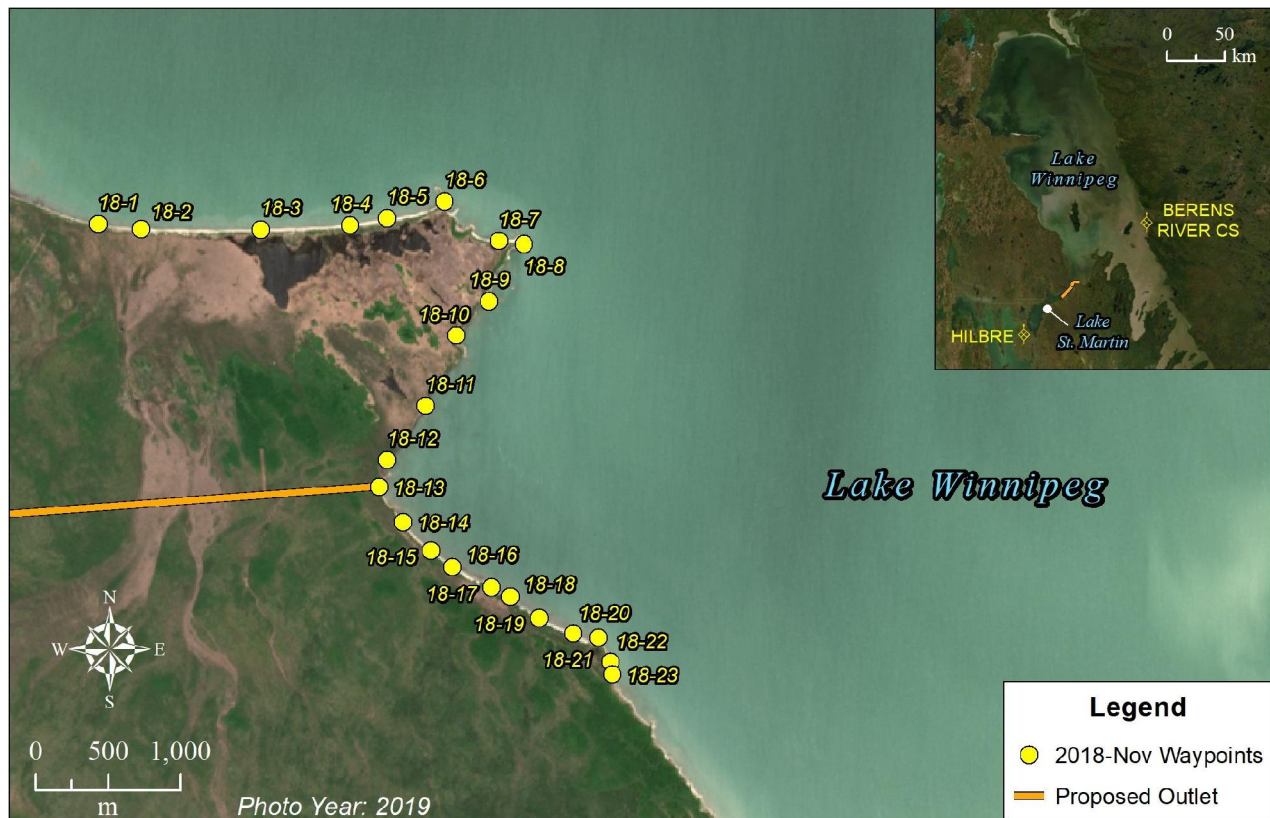 0 50
km
Lake
Winnipeg
BERENS
RIVER CS
HILBRE
Lake
St. Martin
18-1
18-2
18-3
18-4
18-5
18-6
18-7
18-8
18-9
18-10
18-11
18-12
18-13
18-14
18-15
18-16
18-17
18-18
18-19
18-20
18-21
18-22
18-23
Lake Winnipeg
N
W E
S
0 500 1,000
m
Photo Year: 2019
Legend
2018-Nov Waypoints
Proposed Outlet